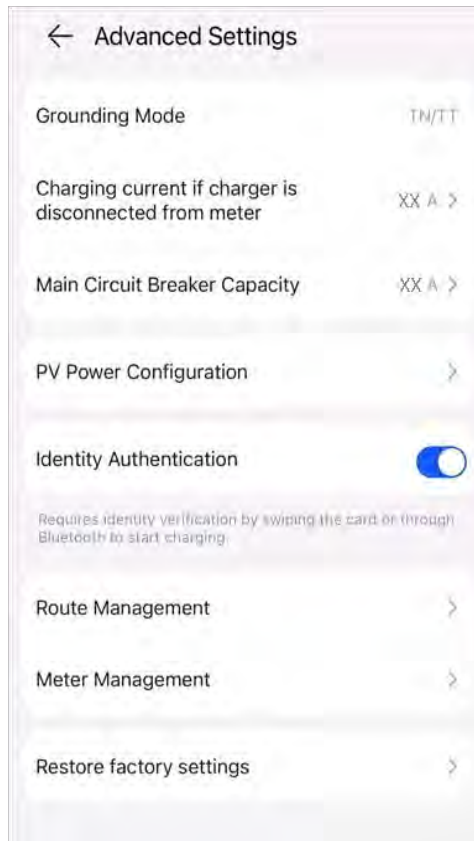 Advanced Settings
Grounding Mode TN/TT
Charging current if charger is
disconnected from meter XX A
Main Circuit Breaker Capacity XX A
PV Power Configuration
Identity Authentication
Requires identity verification by swiping the card or through
Bluetooth to start charging.
Route Management
Meter Management
Restore factory settings